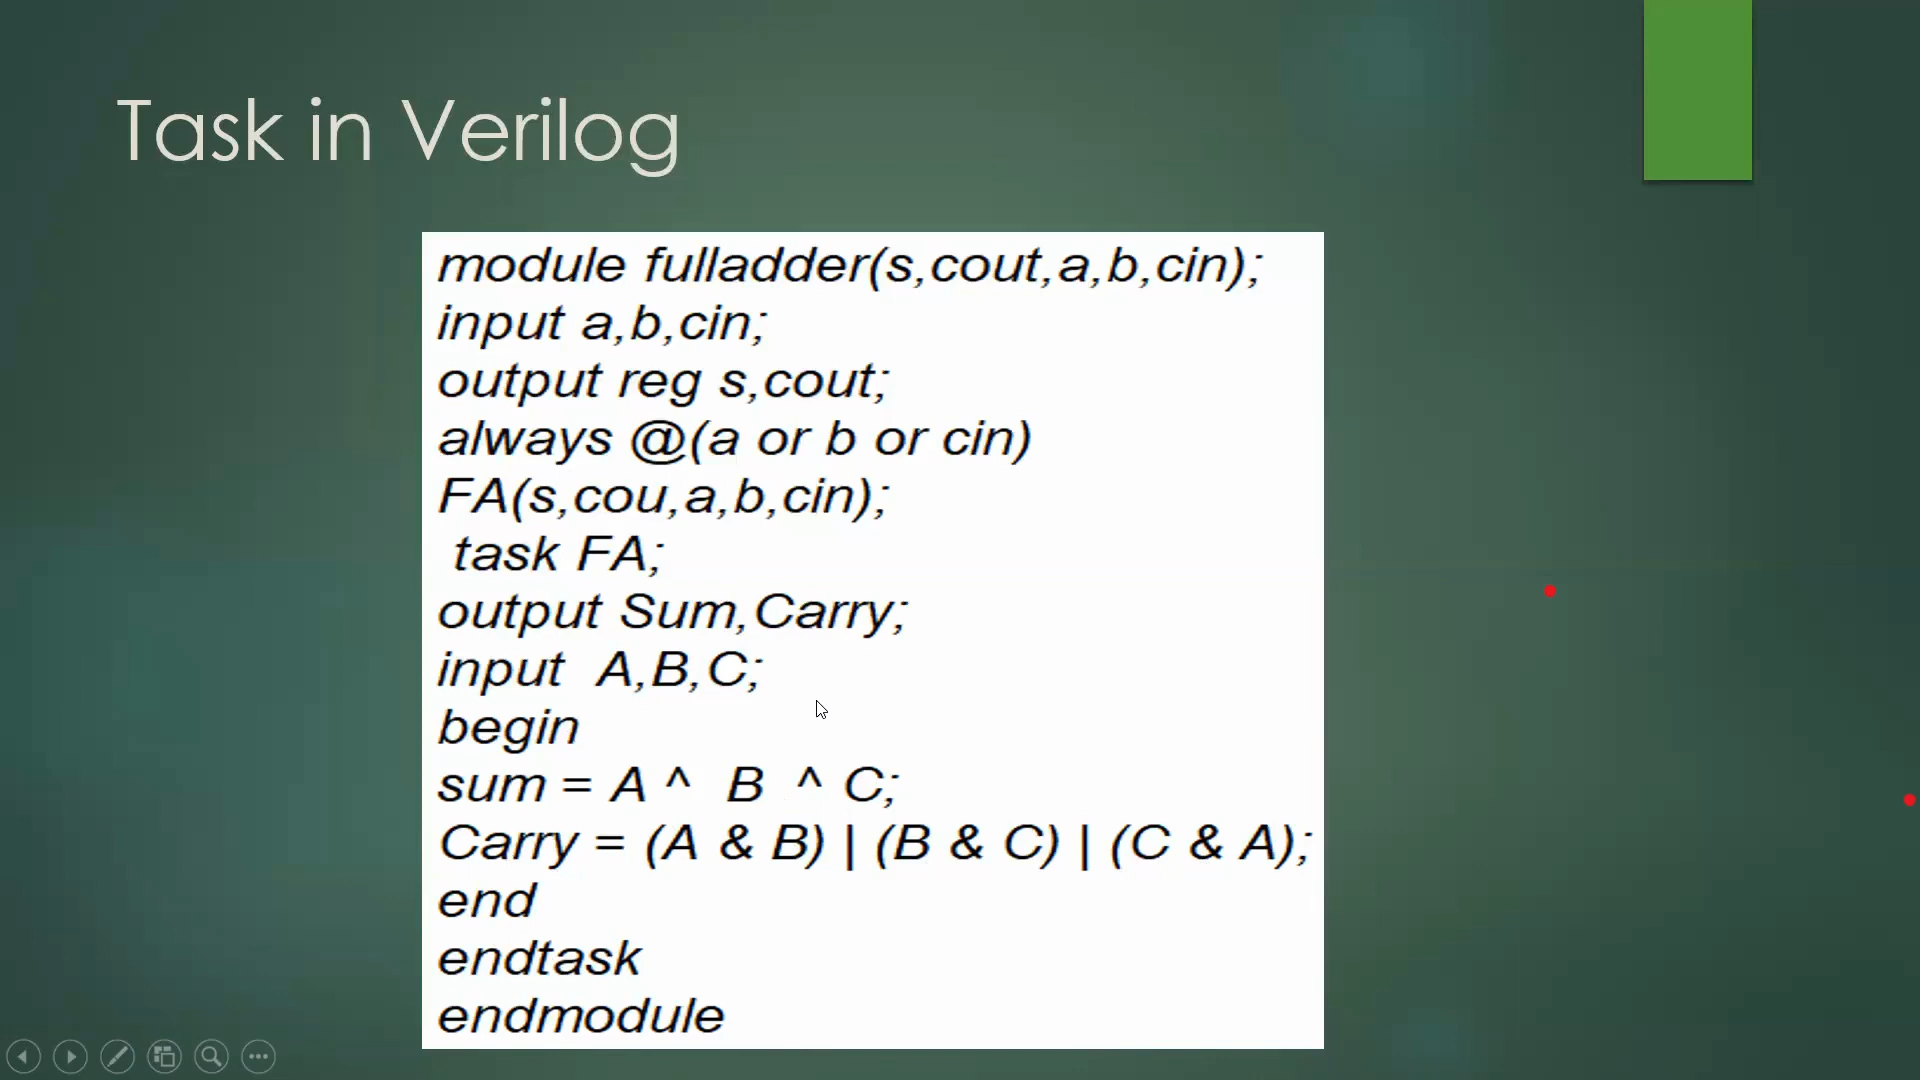 Task in Verilog
module fulladder(s,cout,a,b,cin);
input a,b,cin;
output reg s,cout;
always @(a or b or cin)
FA(s,cou,a,b,cin);
task FA;
output Sum,Carry;
input  A,B,C;
begin
sum = A ^  B  ^ C;
Carry = (A & B) | (B & C) | (C & A);
end
endtask
endmodule